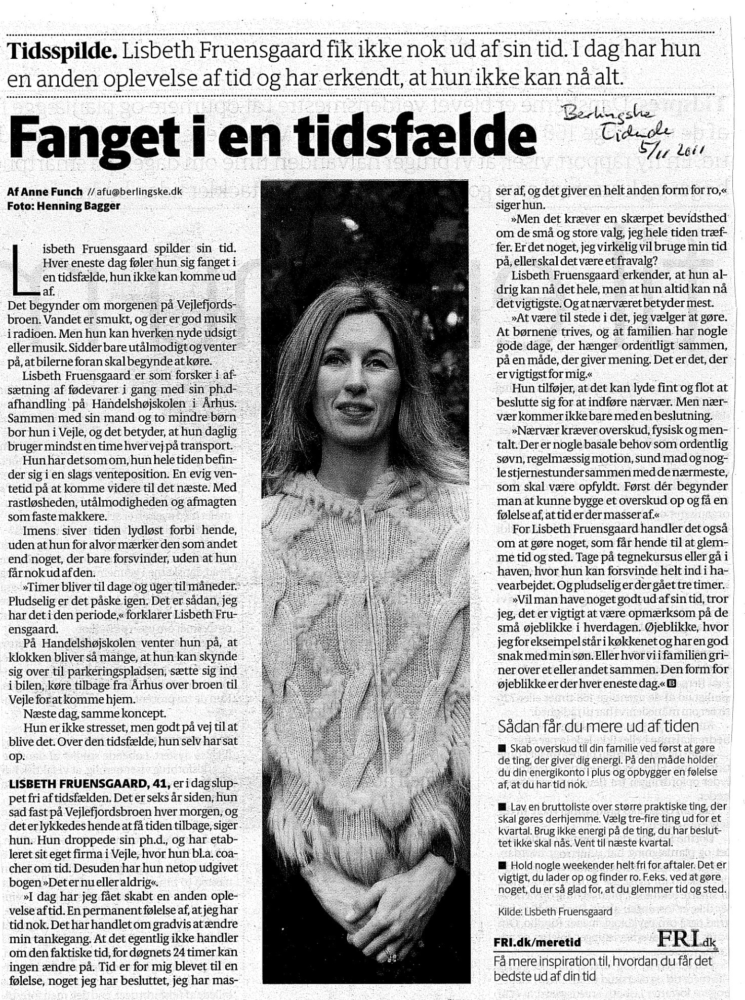 Tidsspilde. Lisbeth Fruensgaard fik ikke nok ud af sin tid. I dag har hun
en anden oplevelse af tid og har erkendt, at hun ikke kan nå alt.
Fanget i en tidsfælde
Berlingske
Tidende
5/11 2011
Af Anne Funch // afu@berlingske.dk
Foto: Henning Bagger
Lisbeth Fruensgaard spilder sin tid.
Hver eneste dag føler hun sig fanget i
en tidsfælde, hun ikke kan komme ud
af.
Det begynder om morgenen på Vejlefjords-
broen. Vandet er smukt, og der er god musik
i radioen. Men hun kan hverken nyde udsigt
eller musik. Sidder bare utålmodigt og venter
på, at bilerne foran skal begynde at køre.
Lisbeth Fruensgaard er som forsker i af-
sætning af fødevarer i gang med sin ph.d-
afhandling på Handelshøjskolen i Århus.
Sammen med sin mand og to mindre børn
bor hun i Vejle, og det betyder, at hun daglig
bruger mindst en time hver vej på transport.
Hun har det som om, hun hele tiden befin-
der sig i en slags venteposition. En evig ven-
tetid på at komme videre til det næste. Med
rastløsheden, utålmodigheden og afmagten
som faste makkere.
Imens siver tiden lydløst forbi hende,
uden at hun for alvor mærker den som andet
end noget, der bare forsvinder, uden at hun
får nok ud af den.
»Timer bliver til dage og uger til måneder.
Pludselig er det påske igen. Det er sådan, jeg
har det i den periode,« forklarer Lisbeth Fru-
ensgaard.
På Handelshøjskolen venter hun på, at
klokken bliver så mange, at hun kan skynde
sig over til parkeringspladsen, sætte sig ind
i bilen, køre tilbage fra Århus over broen til
Vejle for at komme hjem.
Næste dag, samme koncept.
Hun er ikke stresset, men godt på vej til at
blive det. Over den tidsfælde, hun selv har sat
op.
LISBETH FRUENSGAARD, 41, er i dag slup-
pet fri af tidsfælden. Det er seks år siden, hun
sad fast på Vejlefjordsbroen hver morgen, og
det er lykkedes hende at få tiden tilbage, siger
hun. Hun droppede sin ph.d., og har etab-
leret sit eget firma i Vejle, hvor hun bl.a. coa-
cher om tid. Desuden har hun netop udgivet
bogen »Det er nu eller aldrig«.
»I dag har jeg fået skabt en anden ople-
velse af tid. En permanent følelse af, at jeg har
tid nok. Det har handlet om gradvis at ændre
min tankegang. At det egentlig ikke handler
om den faktiske tid, for døgnets 24 timer kan
ingen ændre på. Tid er for mig blevet til en
følelse, noget jeg har besluttet, jeg har mas-
ser af, og det giver en helt anden form for ro,«
siger hun.
»Men det kræver en skærpet bevidsthed
om de små og store valg, jeg hele tiden træf-
fer. Er det noget, jeg virkelig vil bruge min tid
på, eller skal det være et fravalg?
Lisbeth Fruensgaard erkender, at hun al-
drig kan nå det hele, men at hun altid kan nå
det vigtigste. Og at nærværet betyder mest.
»At være til stede i det, jeg vælger at gøre.
At børnene trives, og at familien har nogle
gode dage, der hænger ordentligt sammen,
på en måde, der giver mening. Det er det, der
er vigtigst for mig.«
Hun tilføjer, at det kan lyde fint og flot at
beslutte sig for at indføre nærvær. Men nær-
vær kommer ikke bare med en beslutning.
»Nærvær kræver overskud, fysisk og men-
talt. Der er nogle basale behov som ordentlig
søvn, regelmæssig motion, sund mad og nog-
le stjernestunder sammen med de nærmeste,
som skal være opfyldt. Først dér begynder
man at kunne bygge et overskud op og få en
følelse af, at tid er der masser af.«
For Lisbeth Fruensgaard handler det også
om at gøre noget, som får hende til at glem-
me tid og sted. Tage på tegnekursus eller gå i
haven, hvor hun kan forsvinde helt ind i ha-
vearbejdet. Og pludselig er der gået tre timer.
»Vil man have noget godt ud af sin tid, tror
jeg, det er vigtigt at være opmærksom på de
små øjeblikke i hverdagen. Øjeblikke, hvor
jeg for eksempel står i køkkenet og har en god
snak med min søn. Eller hvor vi i familien gri-
ner over et eller andet sammen. Den form for
øjeblikke er der hver eneste dag.« B
Sådan får du mere ud af tiden
■ Skab overskud til din familie ved først at gøre
de ting, der giver dig energi. På den måde holder
du din energikonto i plus og opbygger en følelse
af, at du har tid nok.
■ Lav en bruttoliste over større praktiske ting, der
skal gøres derhjemme. Vælg tre-fire ting ud for et
kvartal. Brug ikke energi på de ting, du har beslut-
tet ikke skal nås. Vent til næste kvartal.
■ Hold nogle weekender helt fri for aftaler. Det er
vigtigt, du lader op og finder ro. F.eks. ved at gøre
noget, du er så glad for, at du glemmer tid og sted.
Kilde: Lisbeth Fruensgaard
FRI.dk/meretid
FRI.dk
Få mere inspiration til, hvordan du får det
bedste ud af din tid